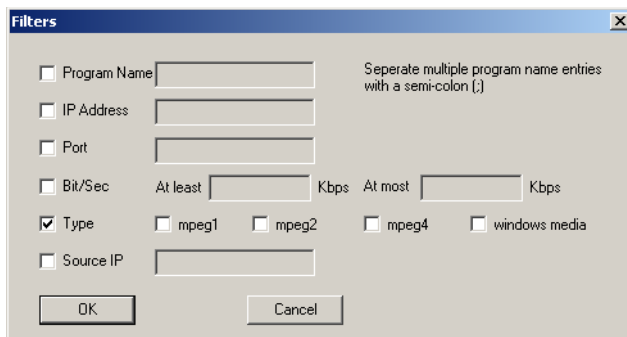 Filters
Program Name
Seperate multiple program name entries
with a semi-colon (;)
IP Address
Port
Bit/Sec At least Kbps At most Kbps
Type mpeg1 mpeg2 mpeg4 windows media
Source IP
OK Cancel